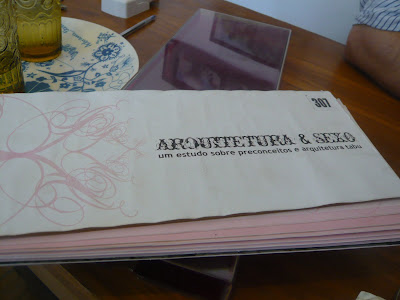 307
ARQUITETURA & SEXO
um estudo sobre preconceitos e arquitetura tabu